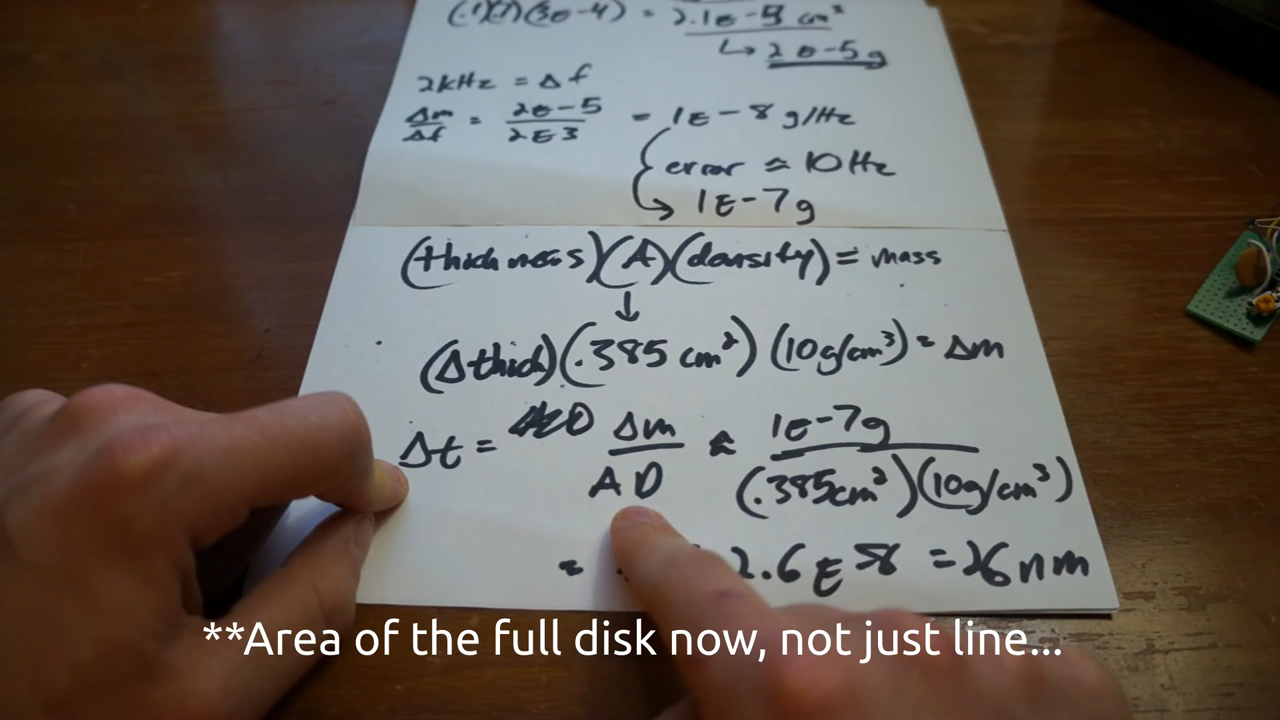 (.1)(.7)(3e-4) = 2.1e-5 cm³
↳ 2e-5g
2kHz = Δf
Δm/Δf = 2e-5/2E3 = 1E-8 g/Hz
error ≈ 10Hz
1E-7g
(thickness)(A)(density) = mass
(Δthick)(.385 cm²)(10g/cm³) = Δm
Δt = Δm/AD ≈ 1e-7g/(.385cm²)(10g/cm³)
= 2.6E-8 = 26nm
**Area of the full disk now, not just line...